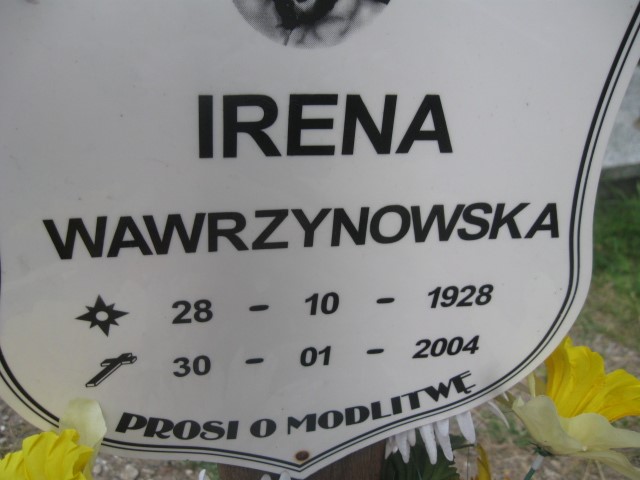 IRENA
WAWRZYNOWSKA
28 - 10 - 1928
30 - 01 - 2004
PROSI O MODLITWĘ